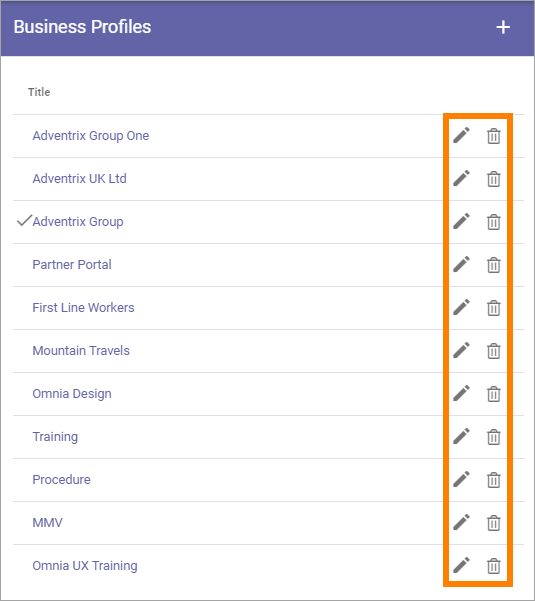 Business Profiles
Title
Adventrix Group One
Adventrix UK Ltd
Adventrix Group
Partner Portal
First Line Workers
Mountain Travels
Omnia Design
Training
Procedure
MMV
Omnia UX Training